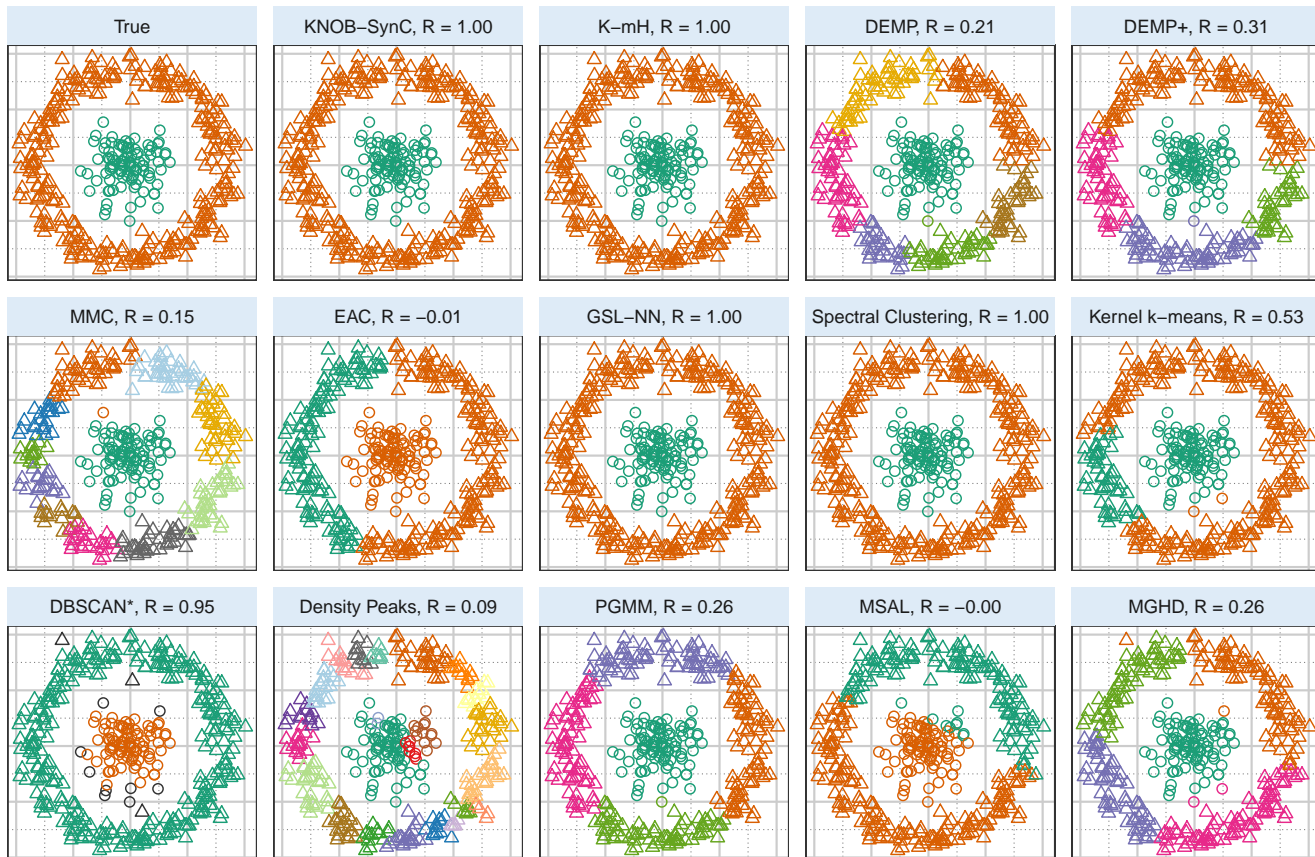 True
KNOB−SynC, R = 1.00
K−mH, R = 1.00
DEMP, R = 0.21
DEMP+, R = 0.31
MMC, R = 0.15
EAC, R = −0.01
GSL−NN, R = 1.00
Spectral Clustering, R = 1.00
Kernel k−means, R = 0.53
DBSCAN*, R = 0.95
Density Peaks, R = 0.09
PGMM, R = 0.26
MSAL, R = −0.00
MGHD, R = 0.26